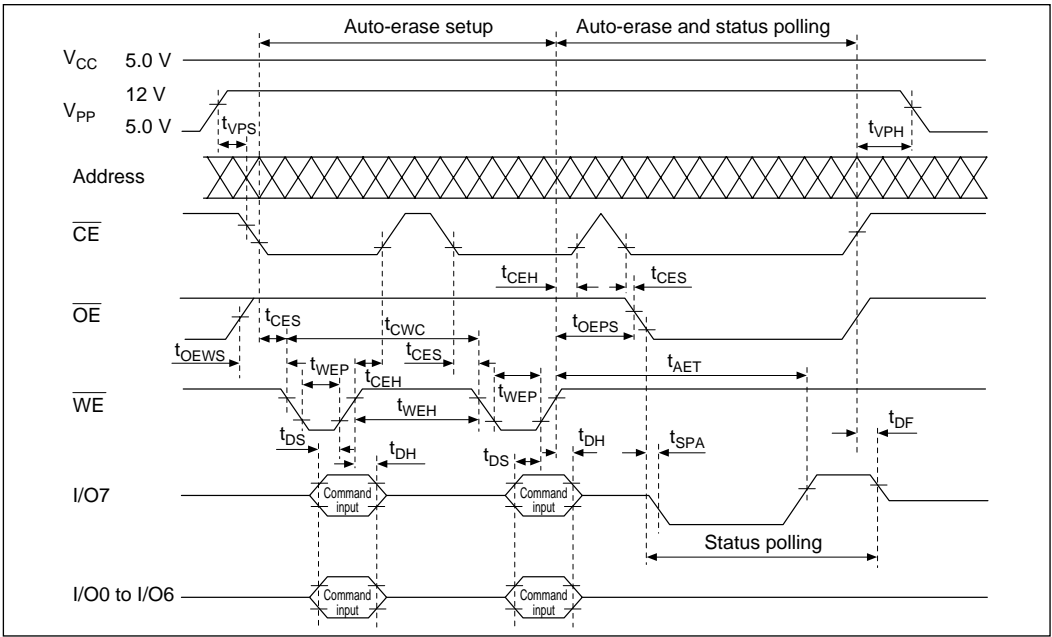 Auto-erase setup Auto-erase and status polling
VCC 5.0 V
12 V
VPP
5.0 V
tVPS tVPH
Address
CE
tCEH tCES
OE
tCES tCWC tOEPS
tOEWS tCES tAET
tWEP tCEH tWEP
WE
tWEH tDF
tDS tDH tDS tDH tSPA
I/O7
Command input
Command input
Status polling
I/O0 to I/O6
Command input
Command input